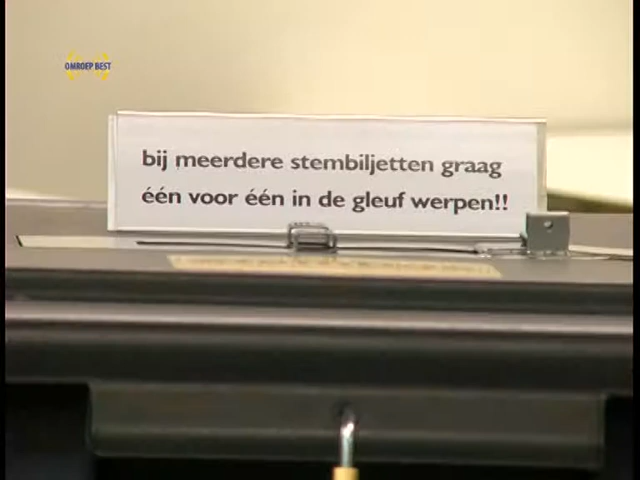 OMROEP BEST
bij meerdere stembiljetten graag
één voor één in de gleuf werpen!!